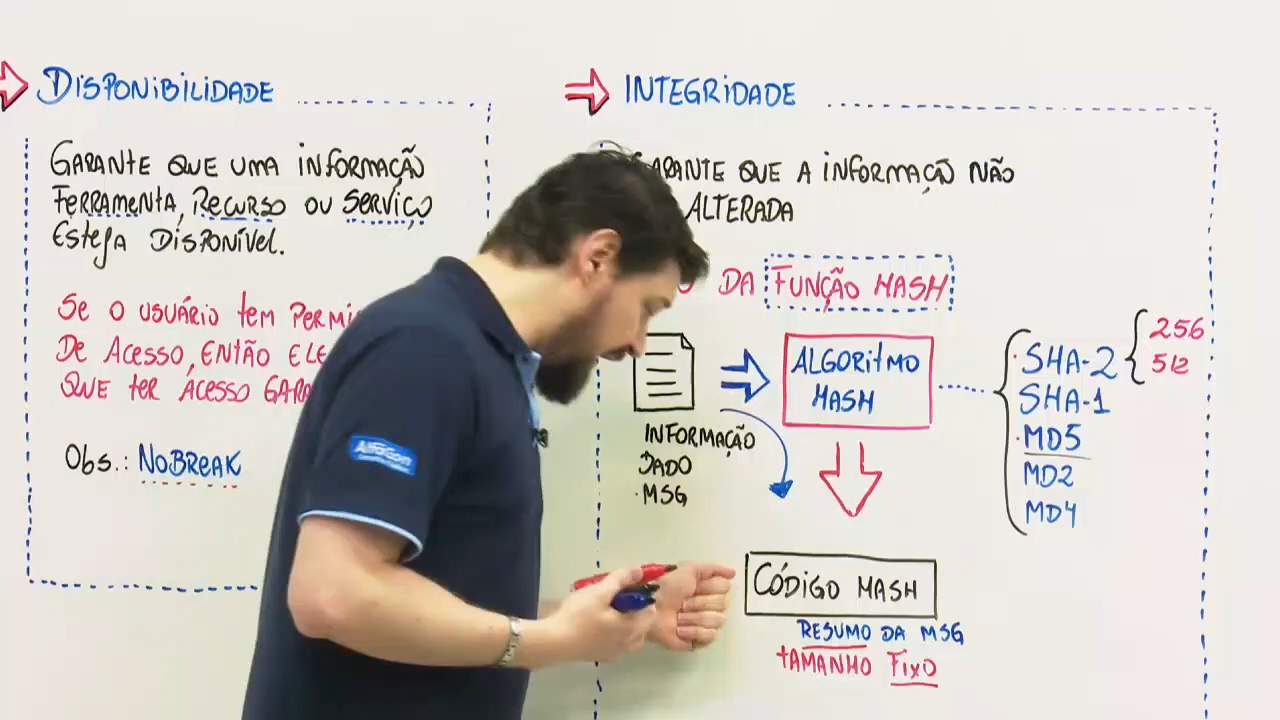 DISPONIBILIDADE
GARANTE QUE UMA INFORMAÇÃO
FERRAMENTA, RECURSO OU SERVIÇO
ESTEJA DISPONÍVEL.
SE O USUÁRIO TEM
DE ACESSO, ENTÃO ELE
QUE TER ACESSO
Obs.: NOBREAK
INTEGRIDADE
QUE A INFORMAÇÃO NÃO
ALTERADA
DA FUNÇÃO HASH
INFORMAÇÃO
DADO
MSG
ALGORITMO
HASH
SHA-2 { 256
512
SHA-1
MD5
MD2
MD4
CÓDIGO HASH
RESUMO DA MSG
TAMANHO FIXO
AlfaCon